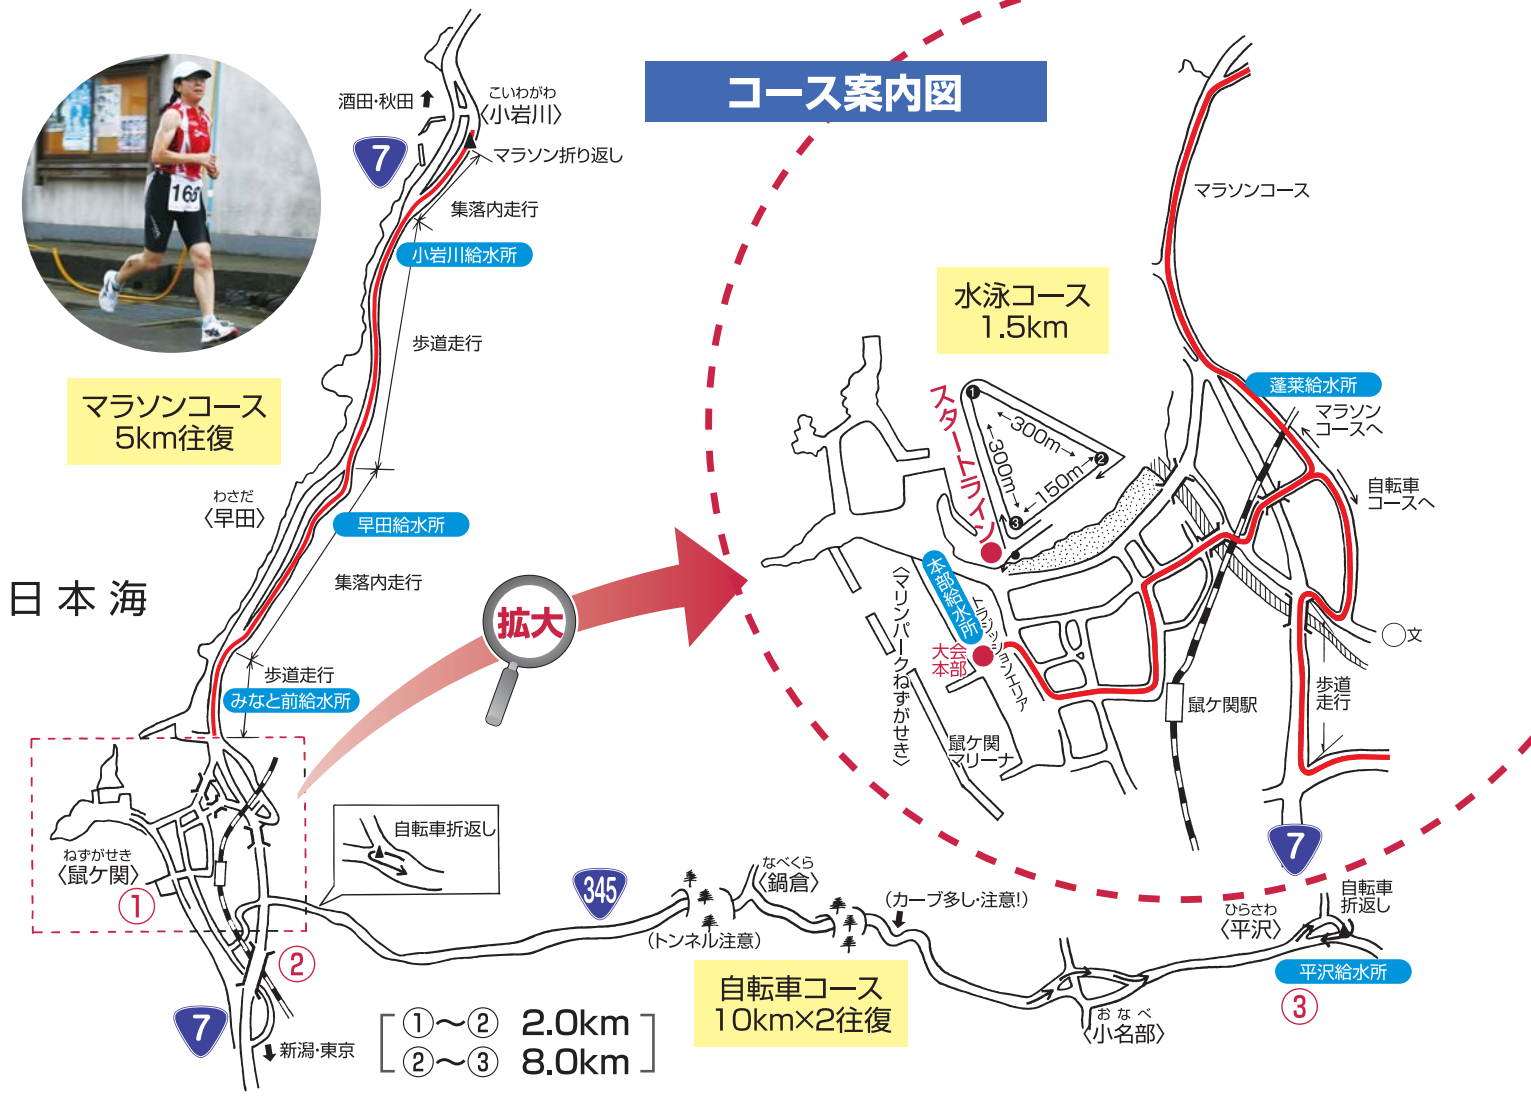 コース案内図
酒田・秋田
こいわがわ
〈小岩川〉
7
マラソン折り返し
集落内走行
小岩川給水所
歩道走行
166
マラソンコース
5km往復
わさだ
〈早田〉
早田給水所
集落内走行
日本海
歩道走行
みなと前給水所
拡大
ねずがせき
〈鼠ケ関〉
①
②
7
新潟・東京
自転車折返し
345
(トンネル注意)
なべくら
〈鍋倉〉
(カーブ多し・注意!)
自転車コース
10km×2往復
①〜② 2.0km
②〜③ 8.0km
おなべ
〈小名部〉
ひらさわ
〈平沢〉
自転車
折返し
平沢給水所
③
マラソンコース
水泳コース
1.5km
スタートライン
1
300m
2
300m
150m
3
蓬莱給水所
マラソン
コースへ
自転車
コースへ
本部給水所
トラジッションエリア
大会
本部
〈マリンパークねずがせき〉
鼠ケ関
マリーナ
鼠ケ関駅
文
歩道
走行
7